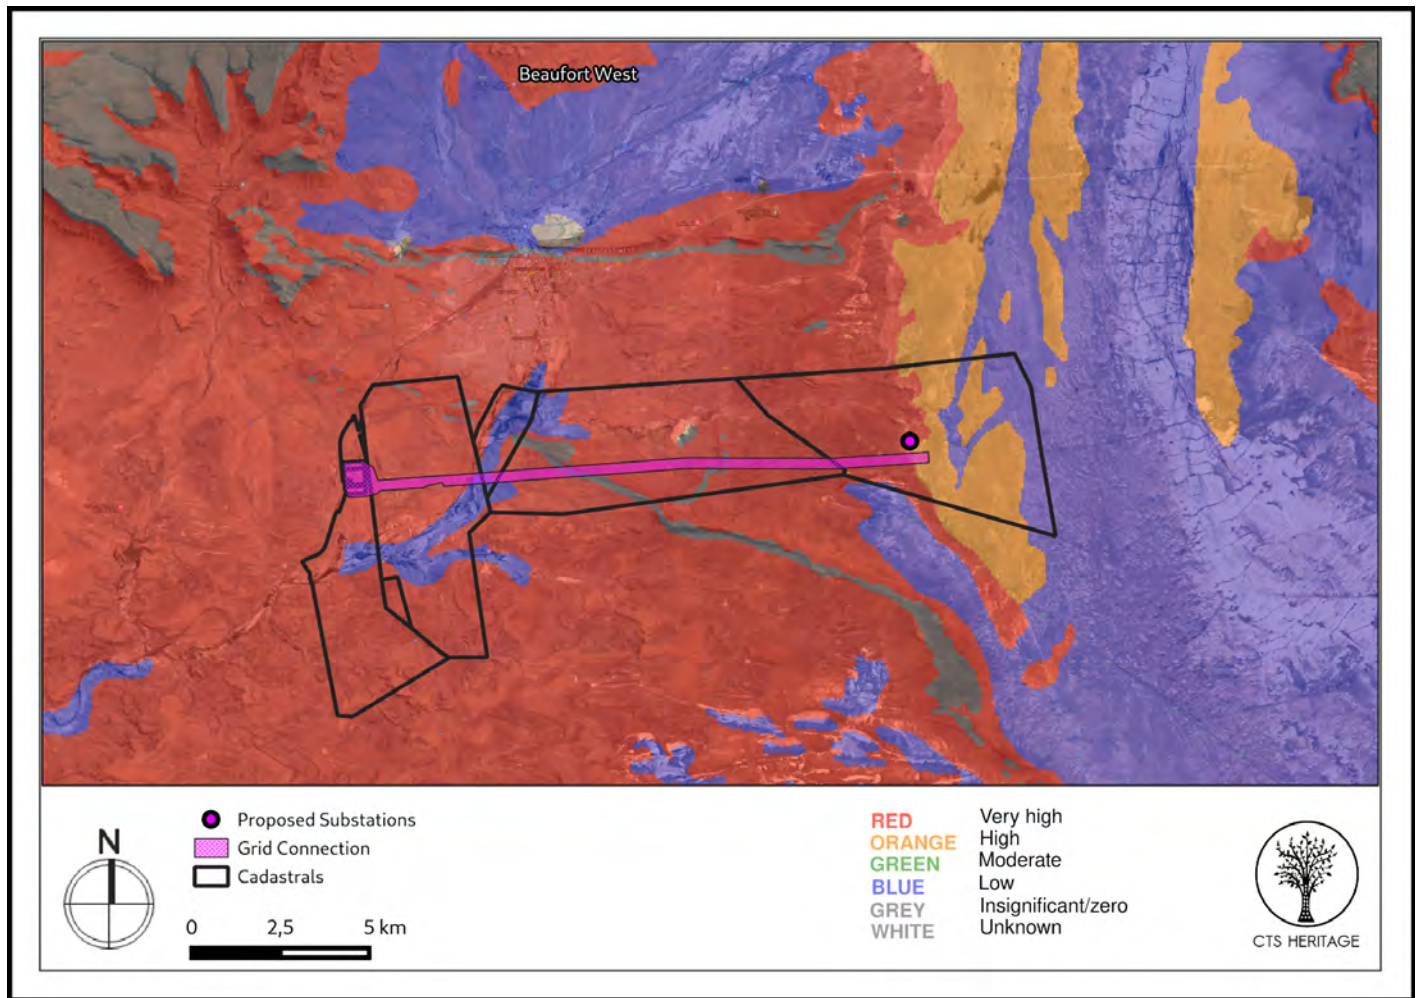 Beaufort West
N
Proposed Substations
Grid Connection
Cadastrals
0 2,5 5 km
RED Very high
ORANGE High
GREEN Moderate
BLUE Low
GREY Insignificant/zero
WHITE Unknown
CTS HERITAGE